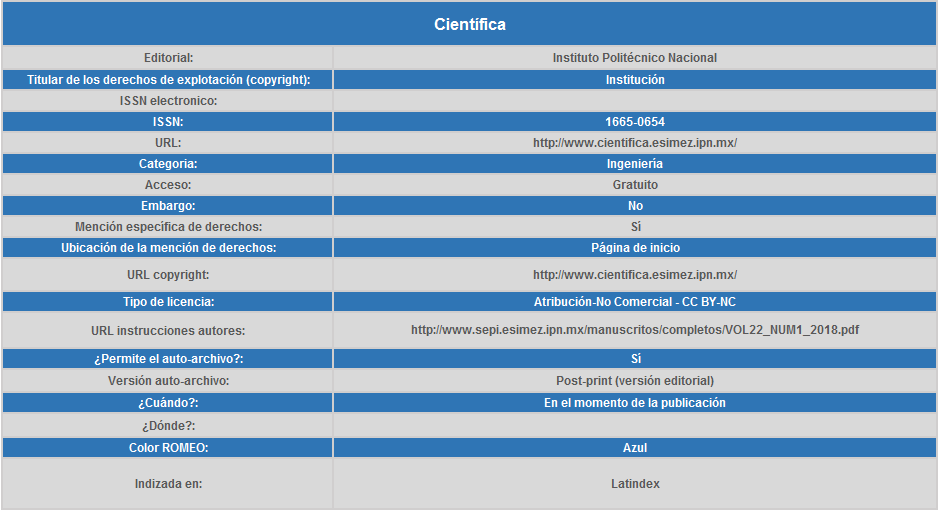 Científica
Editorial: Instituto Politécnico Nacional
Titular de los derechos de explotación (copyright): Institución
ISSN electronico:
ISSN: 1665-0654
URL: http://www.cientifica.esimez.ipn.mx/
Categoria: Ingeniería
Acceso: Gratuito
Embargo: No
Mención específica de derechos: Sí
Ubicación de la mención de derechos: Página de inicio
URL copyright: http://www.cientifica.esimez.ipn.mx/
Tipo de licencia: Atribución-No Comercial - CC BY-NC
URL instrucciones autores: http://www.sepi.esimez.ipn.mx/manuscritos/completos/VOL22_NUM1_2018.pdf
¿Permite el auto-archivo?: Sí
Versión auto-archivo: Post-print (versión editorial)
¿Cuándo?: En el momento de la publicación
¿Dónde?:
Color ROMEO: Azul
Indizada en: Latindex